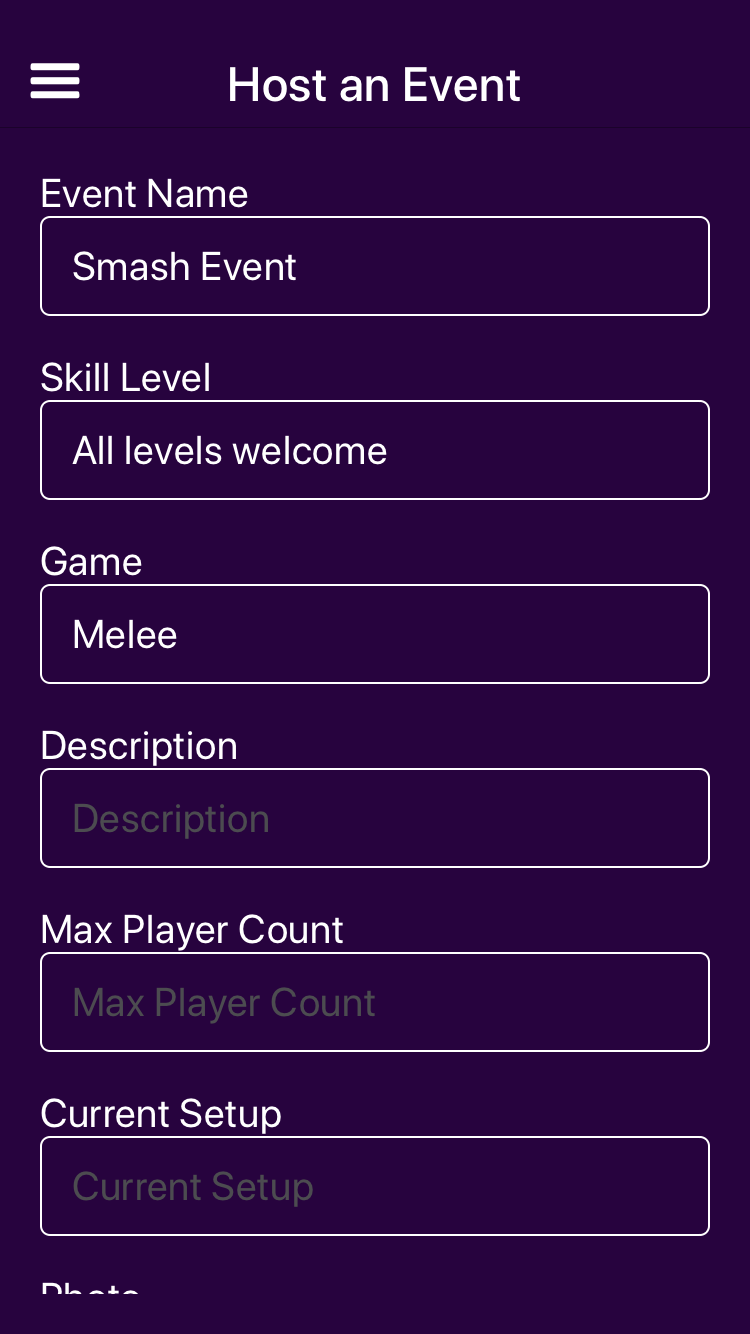 Host an Event
Event Name
Smash Event
Skill Level
All levels welcome
Game
Melee
Description
Description
Max Player Count
Max Player Count
Current Setup
Current Setup
Photo